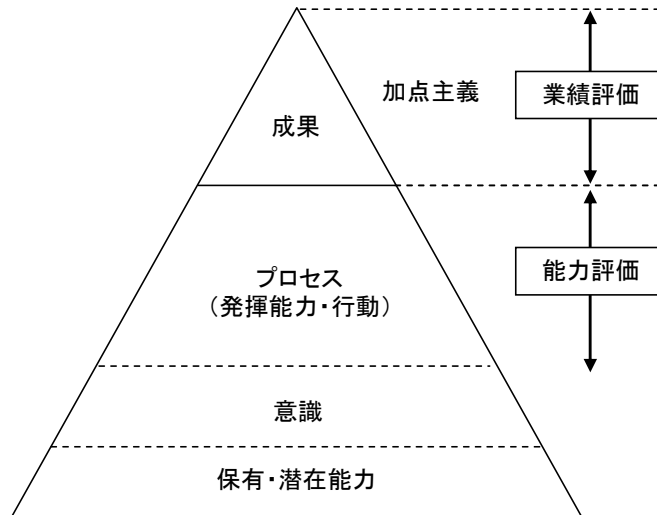 加点主義
業績評価
成果
プロセス
（発揮能力・行動）
能力評価
意識
保有・潜在能力